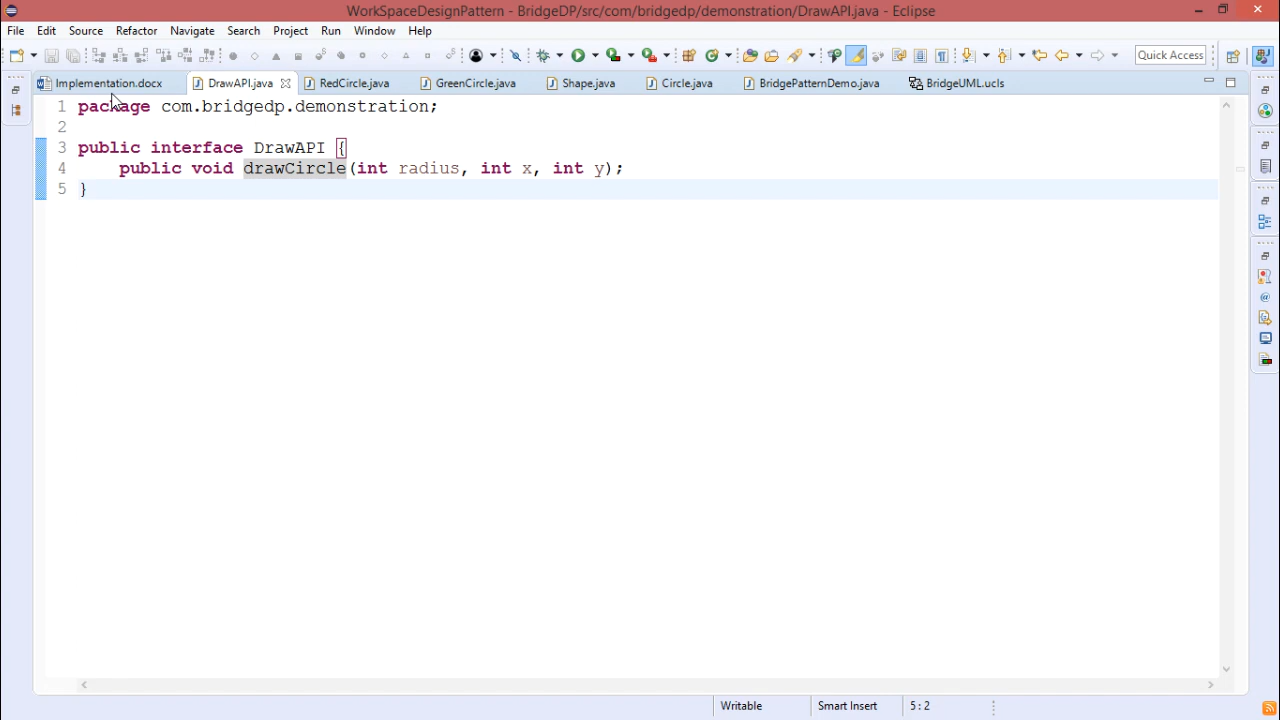 WorkSpaceDesignPattern - BridgeDP/src/com/bridgedp/demonstration/DrawAPI.java - Eclipse
File Edit Source Refactor Navigate Search Project Run Window Help
Quick Access
Implementation.docx DrawAPI.java RedCircle.java GreenCircle.java Shape.java Circle.java BridgePatternDemo.java BridgeUML.ucls
1 package com.bridgedp.demonstration;
2
3 public interface DrawAPI {
4 public void drawCircle(int radius, int x, int y);
5 }
Writable Smart Insert 5 : 2